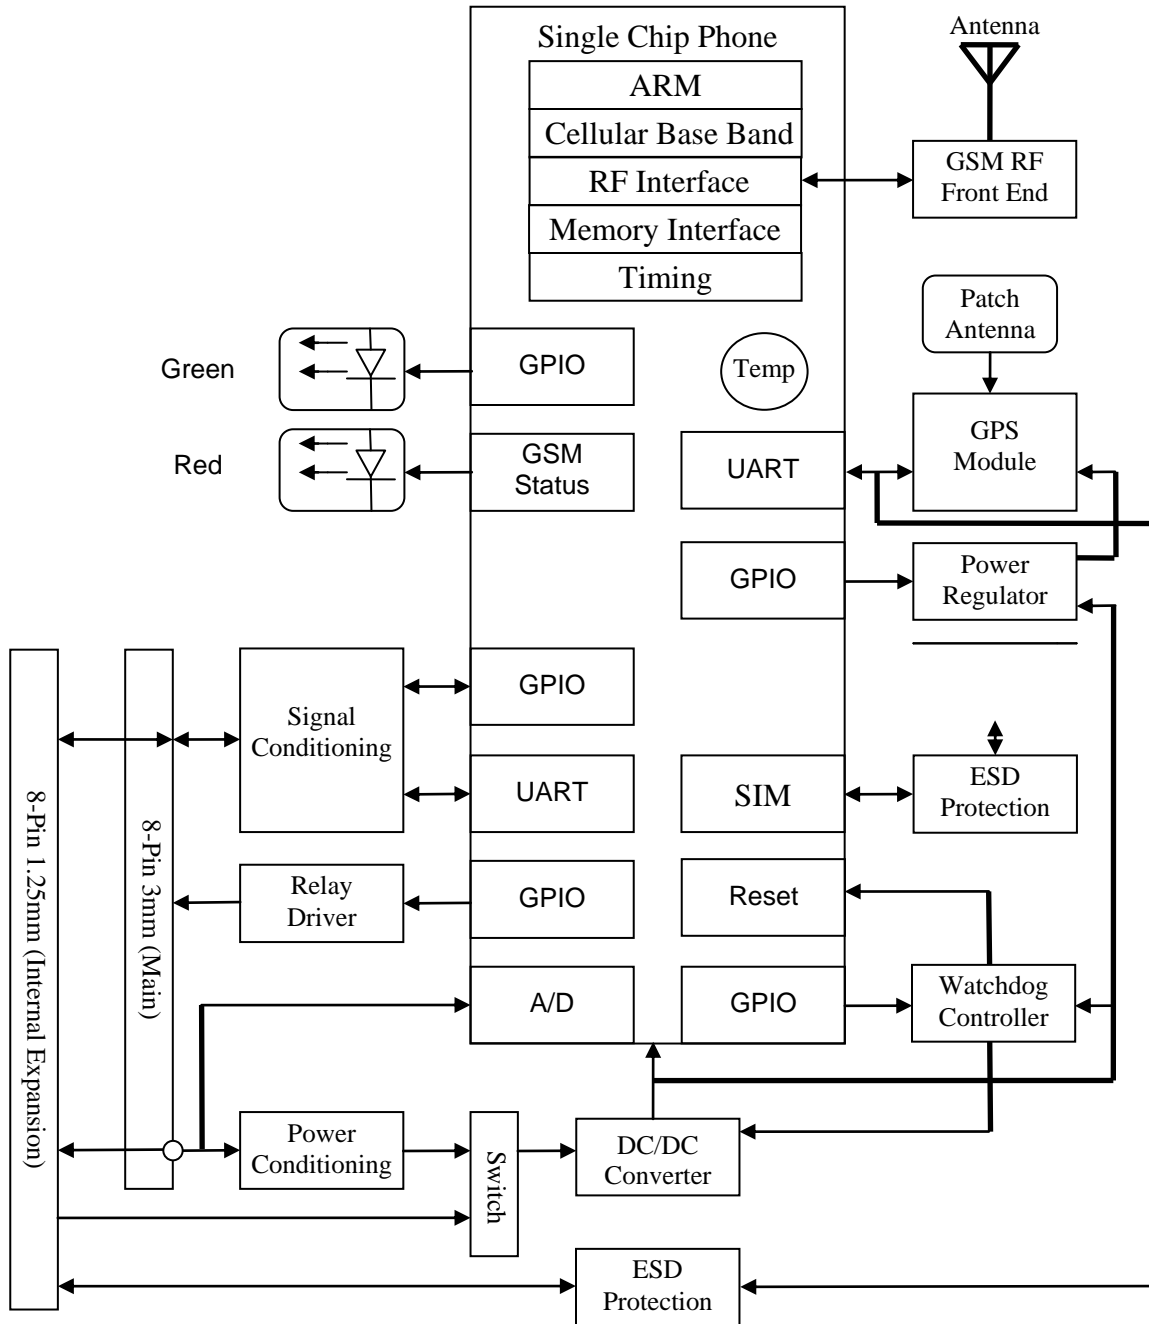 Single Chip Phone
Antenna
ARM
Cellular Base Band
RF Interface
Memory Interface
Timing
GSM RF
Front End
Patch
Antenna
Green
GPIO
Temp
GPS
Module
Red
GSM
Status
UART
GPIO
Power
Regulator
Signal
Conditioning
GPIO
UART
SIM
ESD
Protection
8-Pin 1.25mm (Internal Expansion)
8-Pin 3mm (Main)
Relay
Driver
GPIO
Reset
A/D
GPIO
Watchdog
Controller
Power
Conditioning
Switch
DC/DC
Converter
ESD
Protection